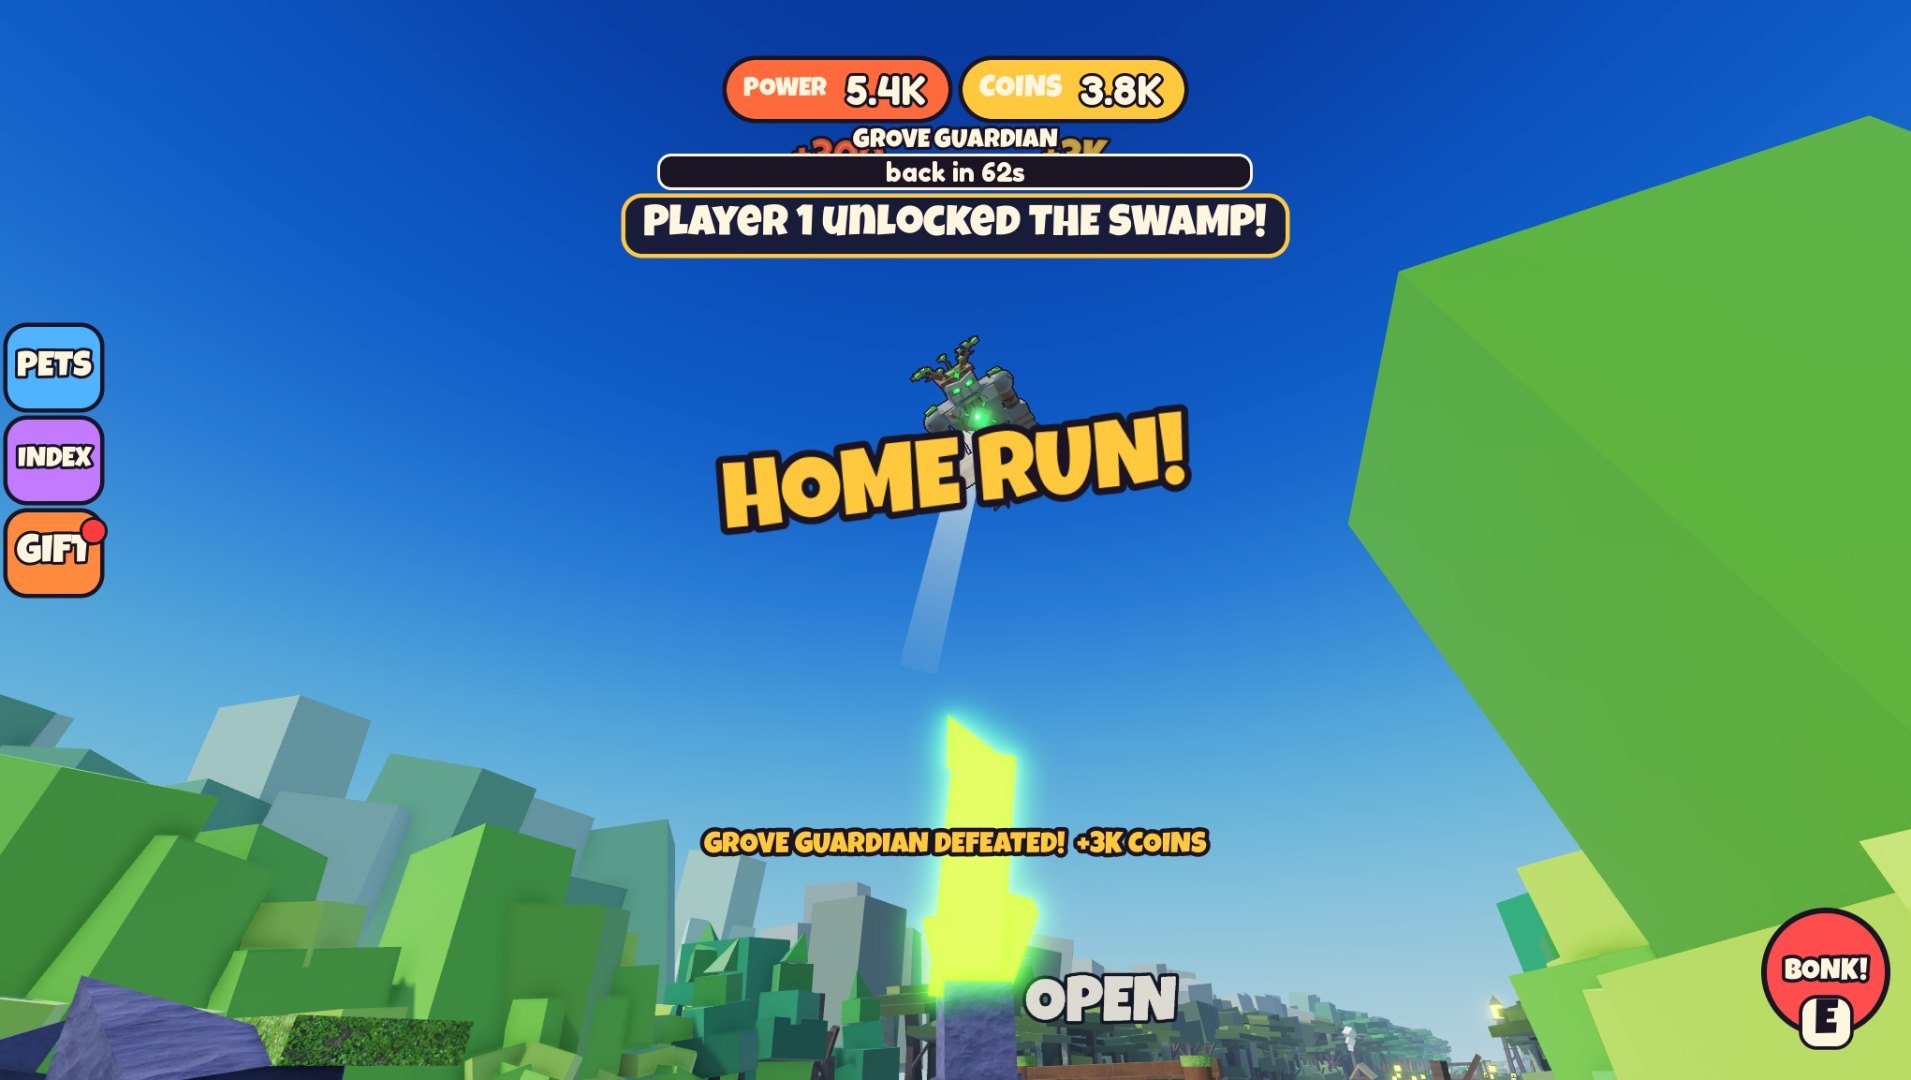 POWER 5.4K COINS 3.8K
GROVE GUARDIAN
back in 62s
PLAYER 1 UNLOCKED THE SWAMP!
PETS
INDEX
GIFT
HOME RUN!
GROVE GUARDIAN DEFEATED! +3K COINS
OPEN
BONK!
E